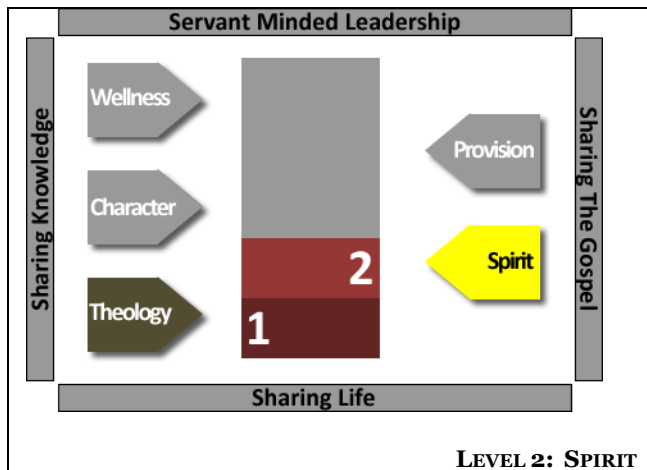 Servant Minded Leadership
Sharing Knowledge
Wellness
Character
Theology
2
1
Provision
Spirit
Sharing The Gospel
Sharing Life
LEVEL 2: SPIRIT